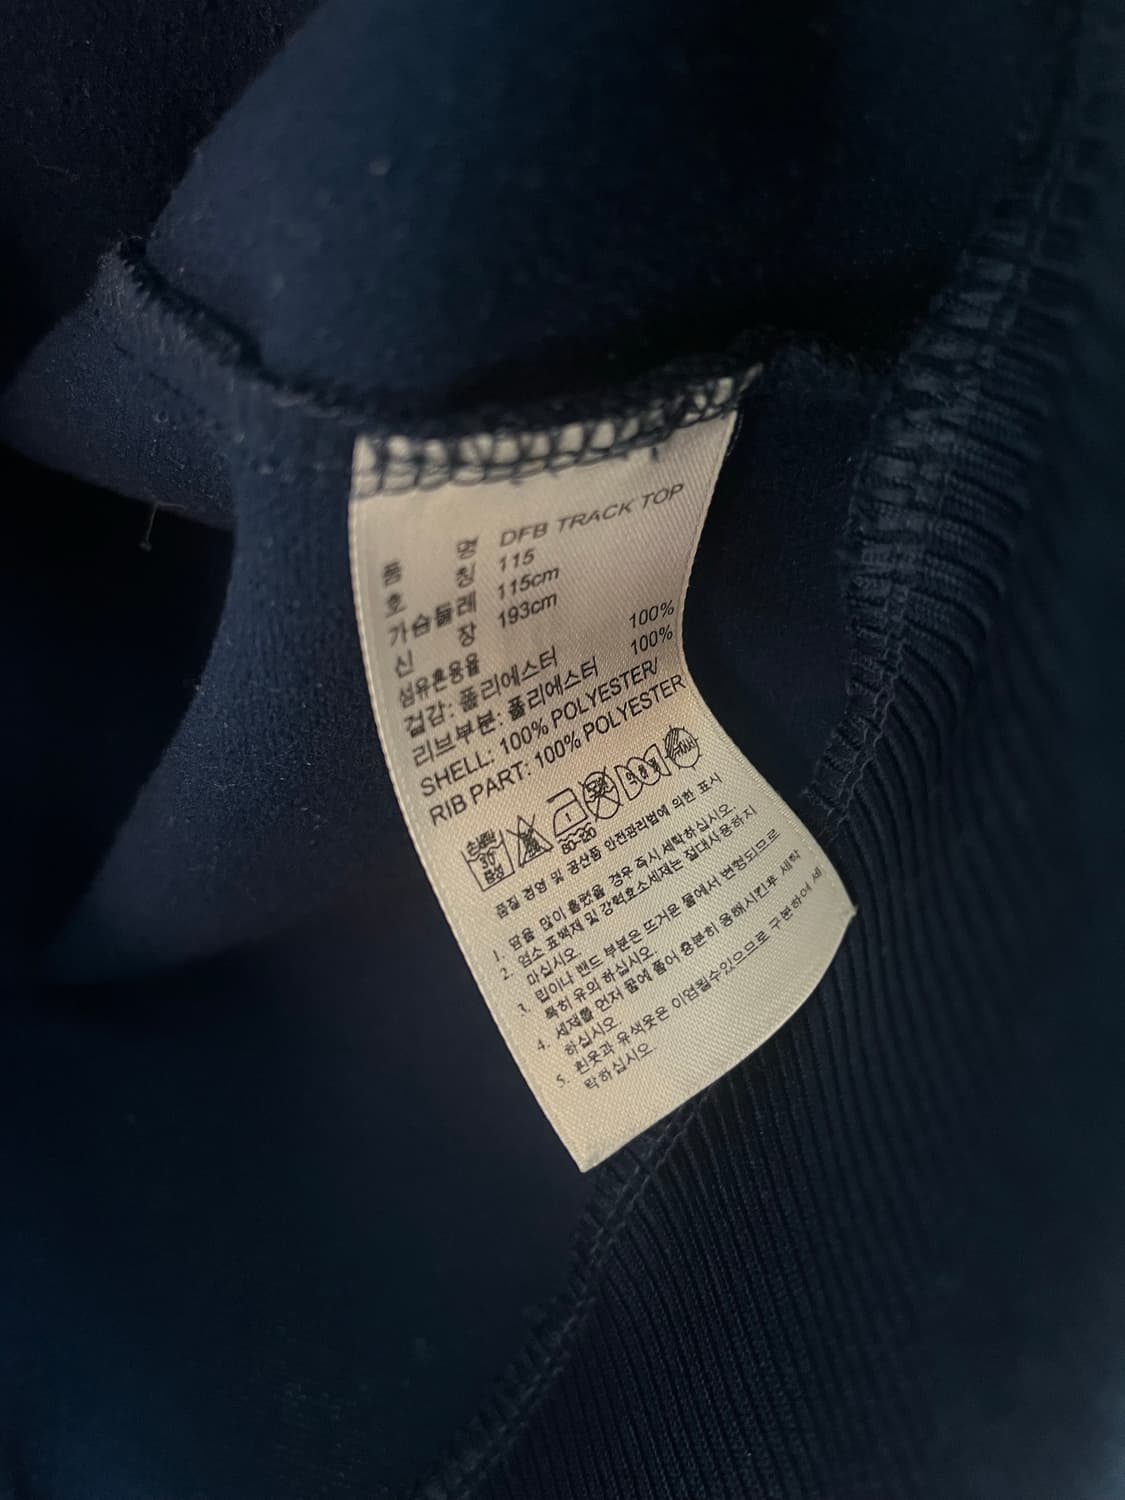 품 명 DFB TRACK TOP
호 칭 115
가슴둘레 115cm
신 장 193cm
섬유혼용율
겉감: 폴리에스터 100%
리브부분: 폴리에스터 100%
SHELL: 100% POLYESTER/
RIB PART: 100% POLYESTER
손세탁
30
중성
80-120
품질 경영 및 공산품 안전관리법에 의한 표시
1. 땀을 많이 흘렸을 경우 즉시 세탁하십시오.
2. 염소 표백제 및 강력효소세제는 절대사용하지
마십시오.
3. 립이나 밴드 부분은 뜨거운 물에서 변형되므로
특히 유의 하십시오.
4. 세제를 먼저 물에 풀어 충분히 용해시킨후 세탁
하십시오
5. 흰옷과 유색옷은 이염될수있으므로 구분하여 세
탁하십시오.